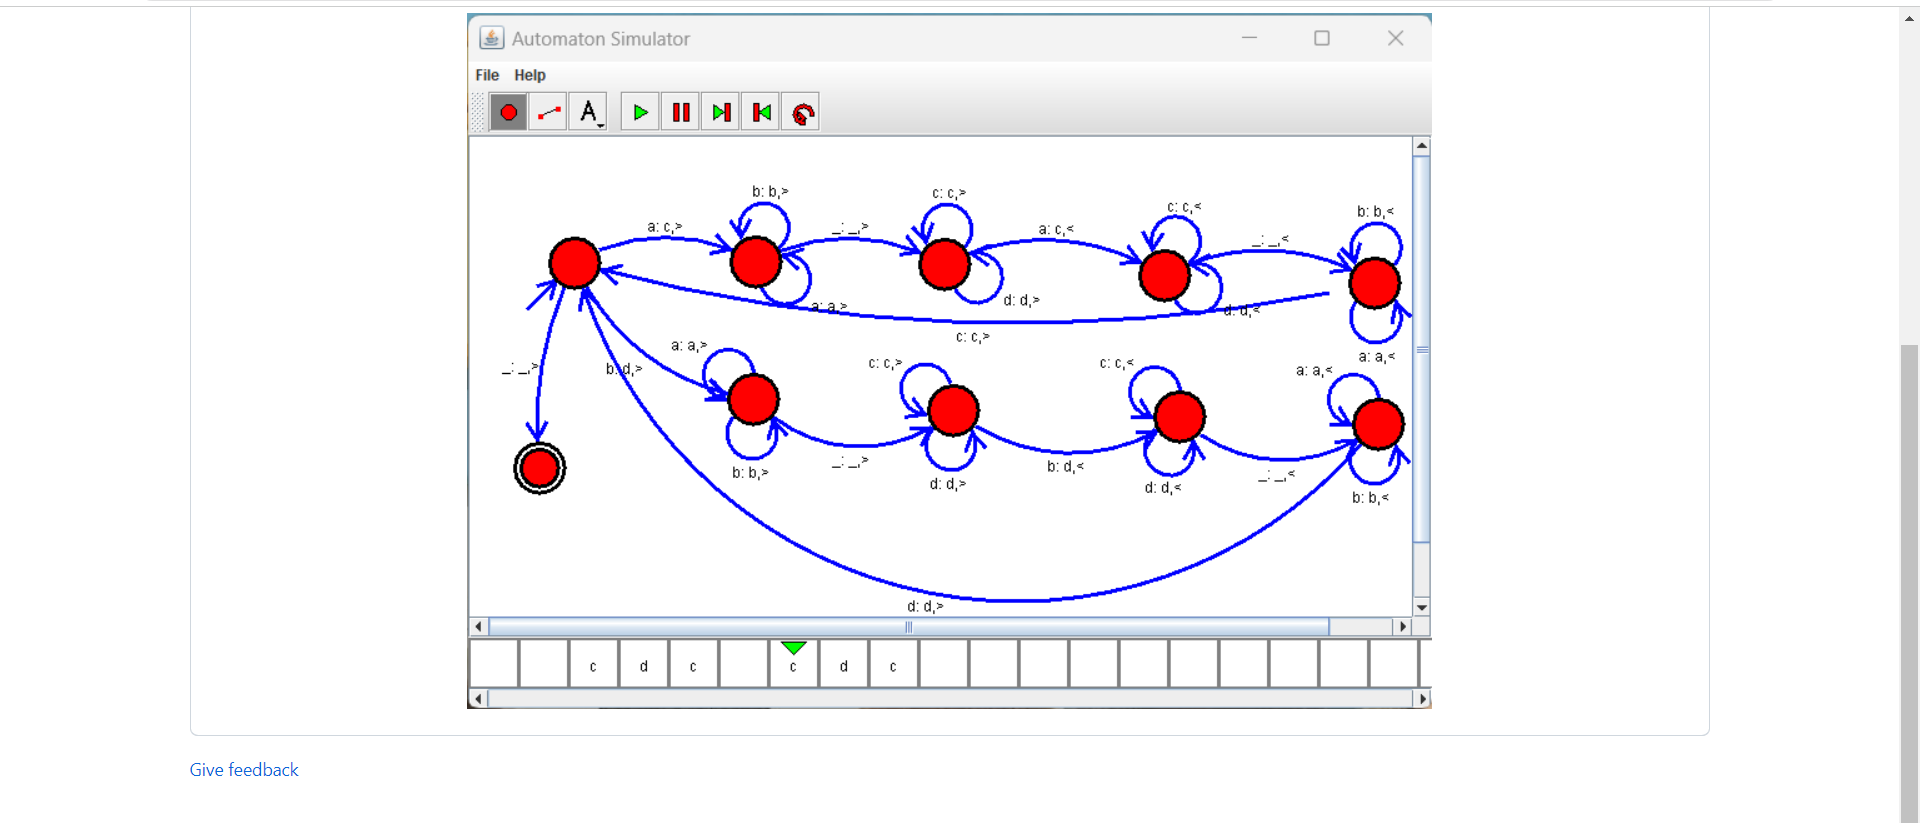 Automaton Simulator
File Help
A
b: b,>
c: c,>
c: c,<
b: b,<
a: c,>
_: _,>
a: c,<
_: _,<
a: a,>
d: d,>
d: d,<
c: c,>
a: a,<
a: a,>
c: c,>
c: c,<
a: a,<
_: _,>
b: d,>
b: b,>
_: _,>
d: d,>
b: d,<
d: d,<
_: _,<
b: b,<
d: d,>
c d c c d c
Give feedback